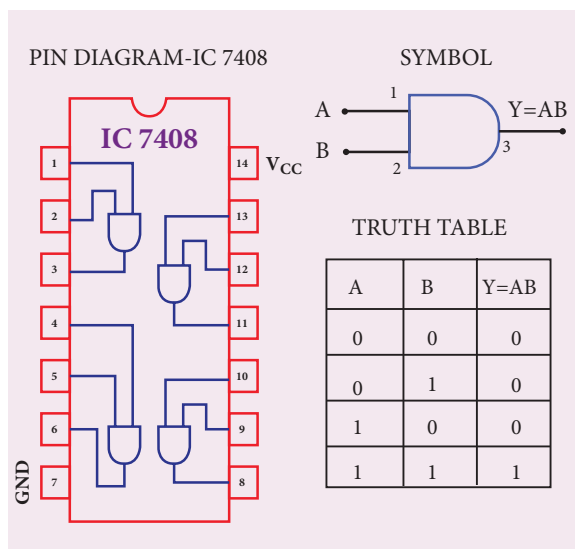 PIN DIAGRAM-IC 7408
IC 7408
1
2
3
4
5
6
7
GND
14
VCC
13
12
11
10
9
8
SYMBOL
A
1
B
2
3
Y=AB
TRUTH TABLE
A B Y=AB
0 0 0
0 1 0
1 0 0
1 1 1